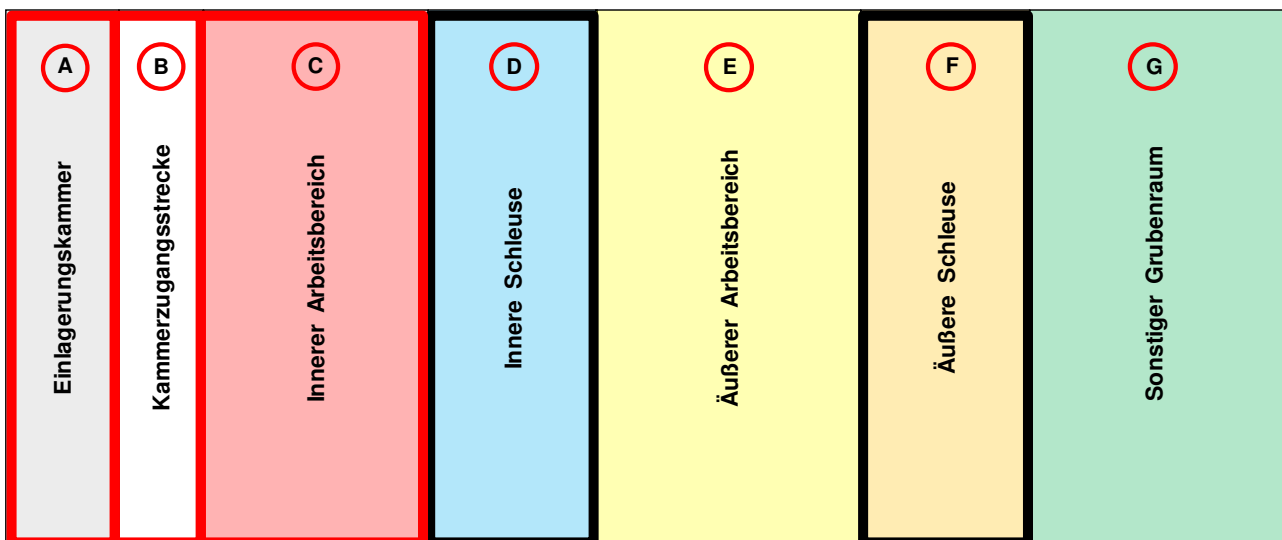 A
Einlagerungskammer
B
Kammerzugangsstrecke
C
Innerer Arbeitsbereich
D
Innere Schleuse
E
Äußerer Arbeitsbereich
F
Äußere Schleuse
G
Sonstiger Grubenraum